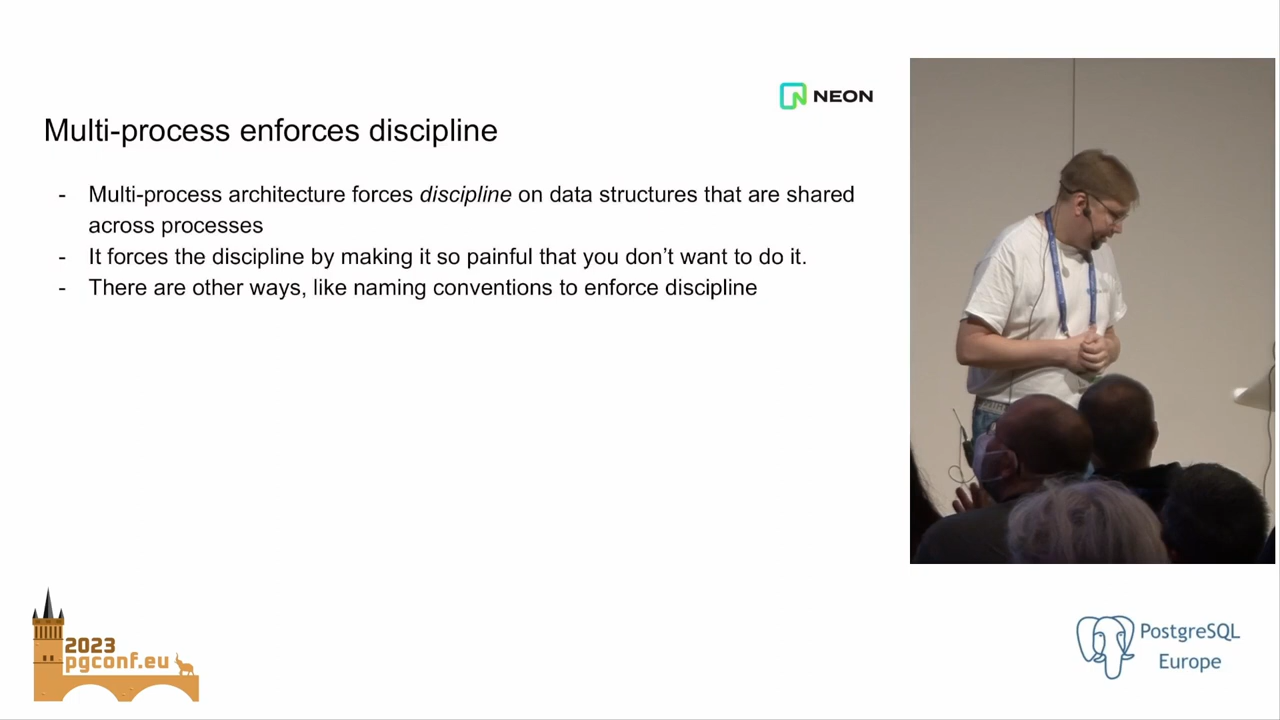 NEON
Multi-process enforces discipline
- Multi-process architecture forces discipline on data structures that are shared
across processes
- It forces the discipline by making it so painful that you don’t want to do it.
- There are other ways, like naming conventions to enforce discipline
2023
pgconf.eu
PostgreSQL
Europe